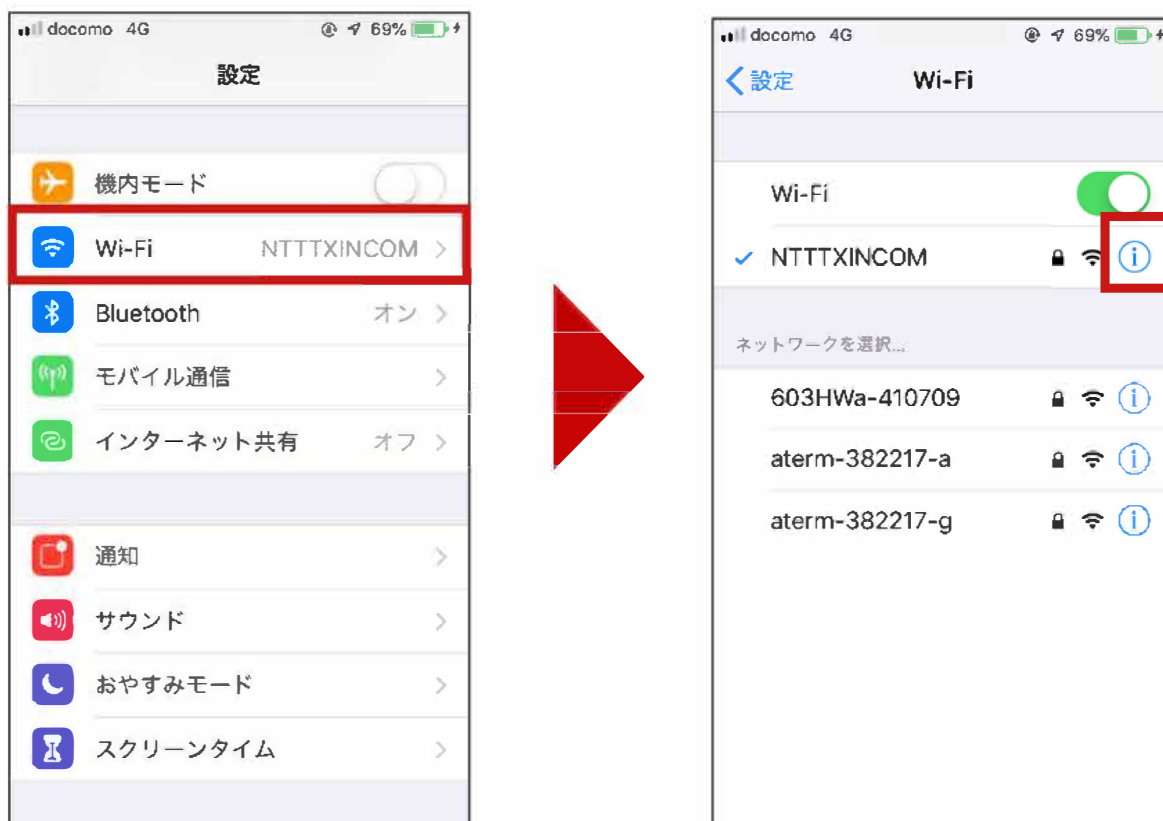 docomo 4G 69%
設定
機内モード
Wi-Fi NTTTXINCOM
Bluetooth オン
モバイル通信
インターネット共有 オフ
通知
サウンド
おやすみモード
スクリーンタイム
docomo 4G 69%
設定 Wi-Fi
Wi-Fi
NTTTXINCOM
ネットワークを選択...
603HWa-410709
aterm-382217-a
aterm-382217-g